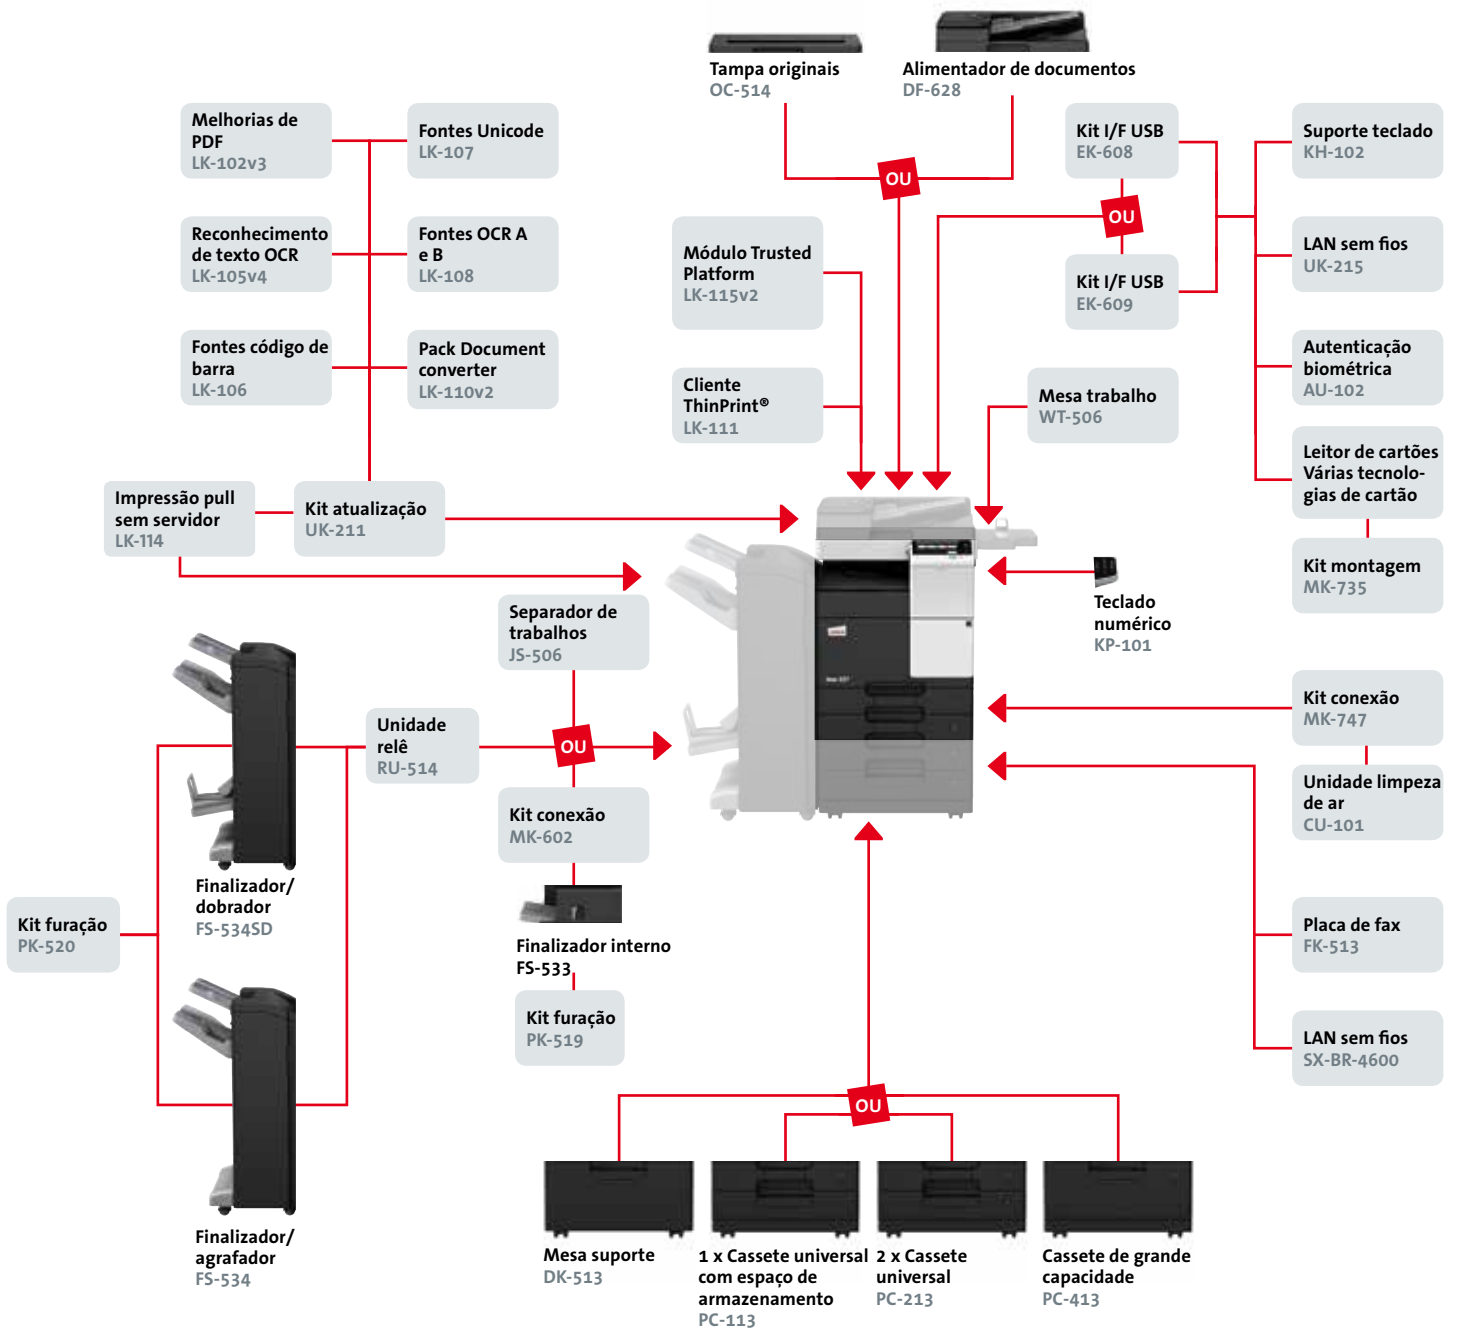 Tampa originais
OC-514
Alimentador de documentos
DF-628
OU
Melhorias de
PDF
LK-102v3
Fontes Unicode
LK-107
Reconhecimento
de texto OCR
LK-105v4
Fontes OCR A
e B
LK-108
Fontes código de
barra
LK-106
Pack Document
converter
LK-110v2
Impressão pull
sem servidor
LK-114
Kit atualização
UK-211
Módulo Trusted
Platform
LK-115v2
Cliente
ThinPrint®
LK-111
Kit I/F USB
EK-608
OU
Kit I/F USB
EK-609
Mesa trabalho
WT-506
Suporte teclado
KH-102
LAN sem fios
UK-215
Autenticação
biométrica
AU-102
Leitor de cartões
Várias tecnolo-
gias de cartão
Kit montagem
MK-735
Teclado
numérico
KP-101
Kit conexão
MK-747
Unidade limpeza
de ar
CU-101
Placa de fax
FK-513
LAN sem fios
SX-BR-4600
Separador de
trabalhos
JS-506
OU
Unidade
relê
RU-514
Kit conexão
MK-602
Finalizador interno
FS-533
Kit furação
PK-519
Finalizador/
dobrador
FS-534SD
Kit furação
PK-520
Finalizador/
agrafador
FS-534
OU
Mesa suporte
DK-513
1 x Cassete universal
com espaço de
armazenamento
PC-113
2 x Cassete
universal
PC-213
Cassete de grande
capacidade
PC-413